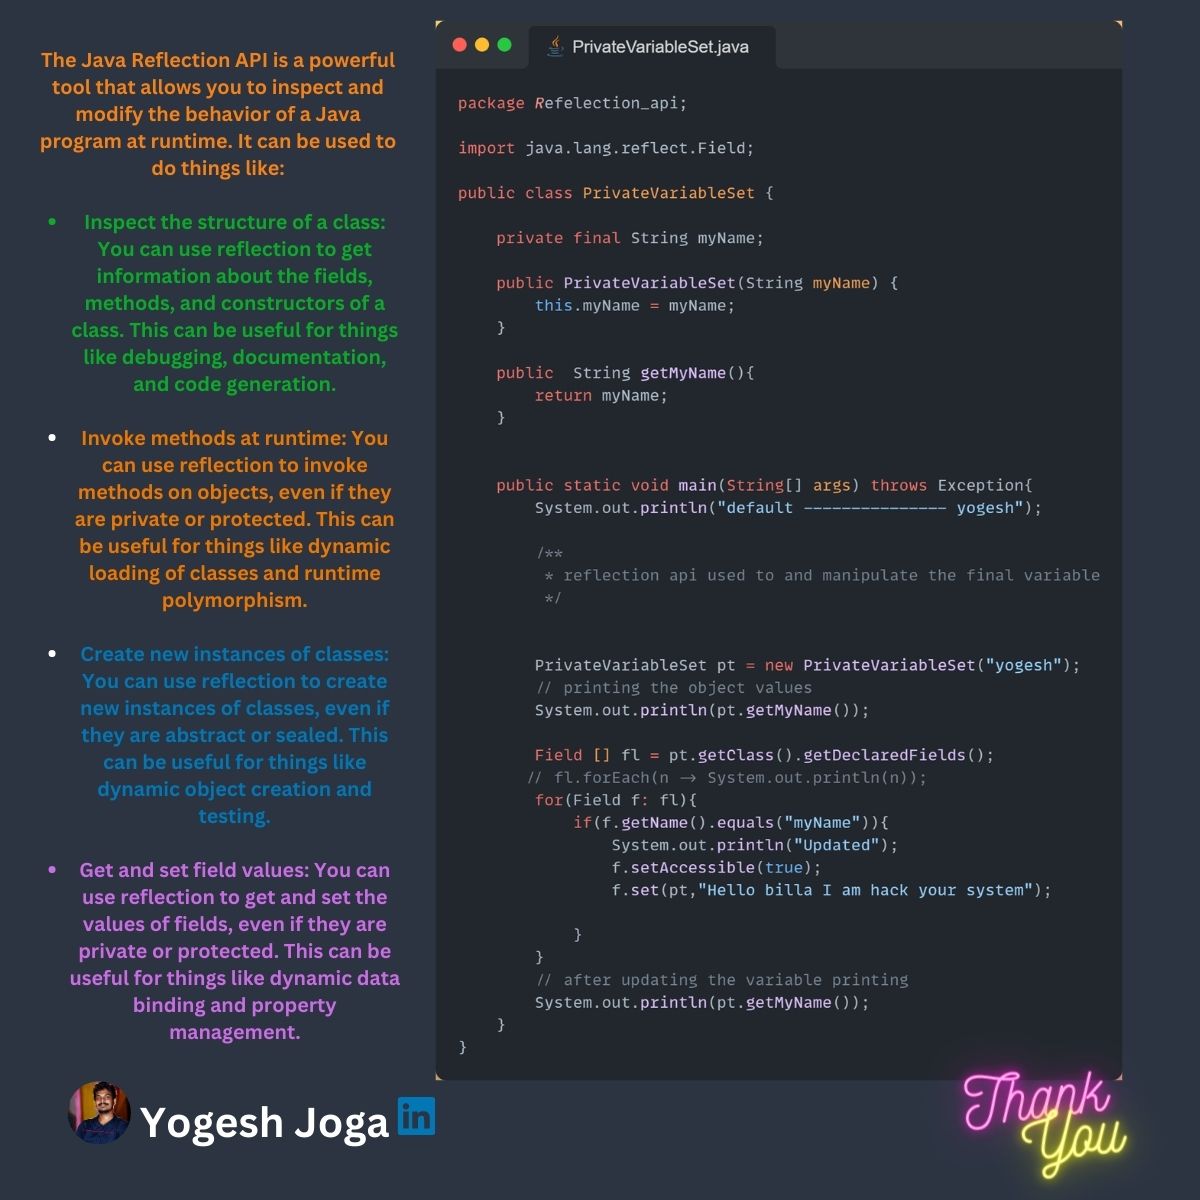 The Java Reflection API is a powerful
tool that allows you to inspect and
modify the behavior of a Java
program at runtime. It can be used to
do things like:
• Inspect the structure of a class:
You can use reflection to get
information about the fields,
methods, and constructors of a
class. This can be useful for things
like debugging, documentation,
and code generation.
• Invoke methods at runtime: You
can use reflection to invoke
methods on objects, even if they
are private or protected. This can
be useful for things like dynamic
loading of classes and runtime
polymorphism.
• Create new instances of classes:
You can use reflection to create
new instances of classes, even if
they are abstract or sealed. This
can be useful for things like
dynamic object creation and
testing.
• Get and set field values: You can
use reflection to get and set the
values of fields, even if they are
private or protected. This can be
useful for things like dynamic data
binding and property
management.
Yogesh Joga in
PrivateVariableSet.java
package Refelection_api;
import java.lang.reflect.Field;
public class PrivateVariableSet {
private final String myName;
public PrivateVariableSet(String myName) {
this.myName = myName;
}
public  String getMyName(){
return myName;
}
public static void main(String[] args) throws Exception{
System.out.println("default --------------- yogesh");
/**
* reflection api used to and manipulate the final variable
*/
PrivateVariableSet pt = new PrivateVariableSet("yogesh");
// printing the object values
System.out.println(pt.getMyName());
Field [] fl = pt.getClass().getDeclaredFields();
// fl.forEach(n -> System.out.println(n));
for(Field f: fl){
if(f.getName().equals("myName")){
System.out.println("Updated");
f.setAccessible(true);
f.set(pt,"Hello billa I am hack your system");
}
}
// after updating the variable printing
System.out.println(pt.getMyName());
}
}
Thank
You